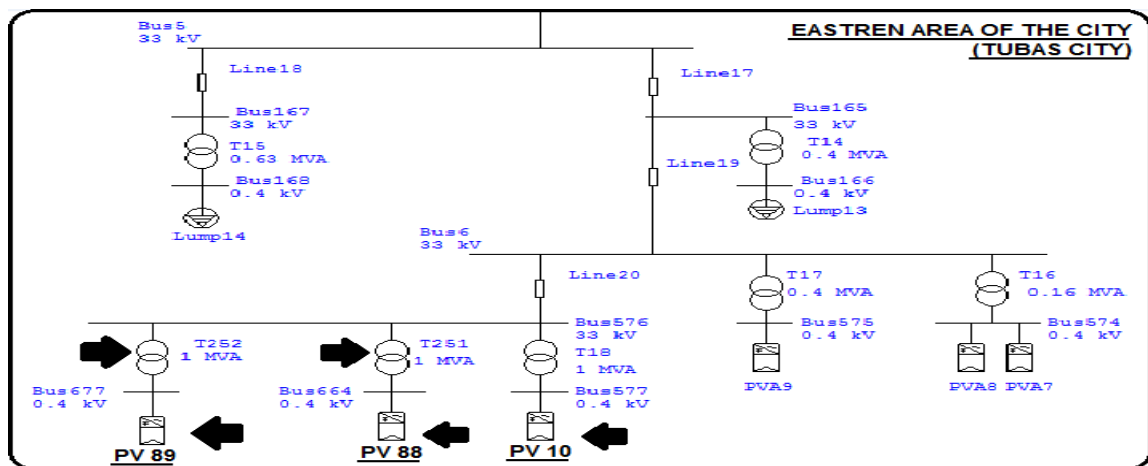 EASTREN AREA OF THE CITY
(TUBAS CITY)
Bus5
33 kV
Line18
Line17
Bus167
33 kV
Bus165
33 kV
T15
0.63 MVA
T14
0.4 MVA
Line19
Bus168
0.4 kV
Bus166
0.4 kV
Lump14
Lump13
Bus6
33 kV
Line20
T17
0.4 MVA
T16
0.16 MVA
Bus576
33 kV
Bus575
0.4 kV
Bus574
0.4 kV
T252
1 MVA
T251
1 MVA
T18
1 MVA
PVA9
PVA8
PVA7
Bus677
0.4 kV
Bus664
0.4 kV
Bus577
0.4 kV
PV 89
PV 88
PV 10